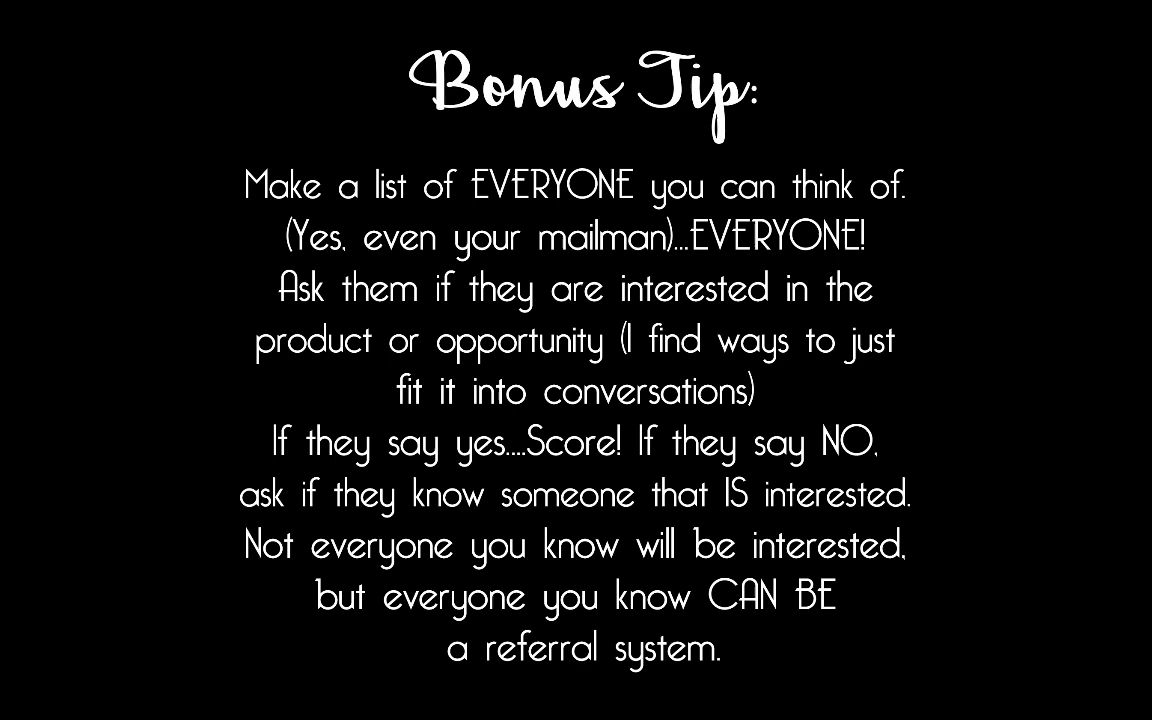 Bonus Tip:
Make a list of EVERYONE you can think of.
(Yes, even your mailman)...EVERYONE!
Ask them if they are interested in the
product or opportunity (I find ways to just
fit it into conversations)
If they say yes....Score! If they say NO,
ask if they know someone that IS interested.
Not everyone you know will be interested,
but everyone you know CAN BE
a referral system.